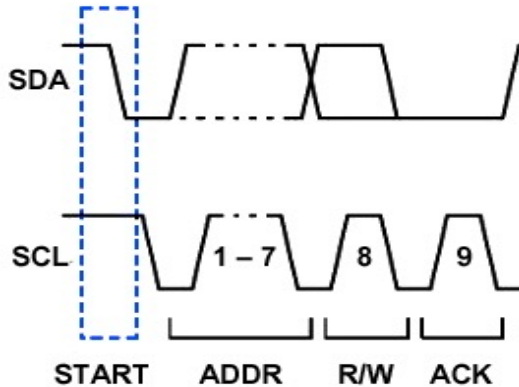 SDA
SCL
1 – 7
8
9
START
ADDR
R/W
ACK